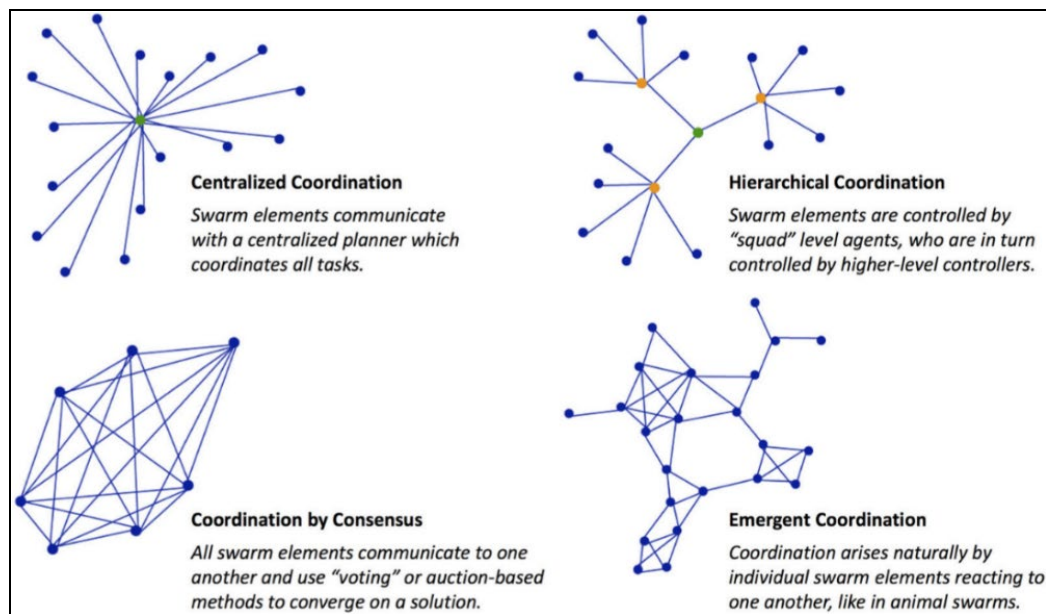 Centralized Coordination
Swarm elements communicate
with a centralized planner which
coordinates all tasks.
Hierarchical Coordination
Swarm elements are controlled by
“squad” level agents, who are in turn
controlled by higher-level controllers.
Coordination by Consensus
All swarm elements communicate to one
another and use “voting” or auction-based
methods to converge on a solution.
Emergent Coordination
Coordination arises naturally by
individual swarm elements reacting to
one another, like in animal swarms.